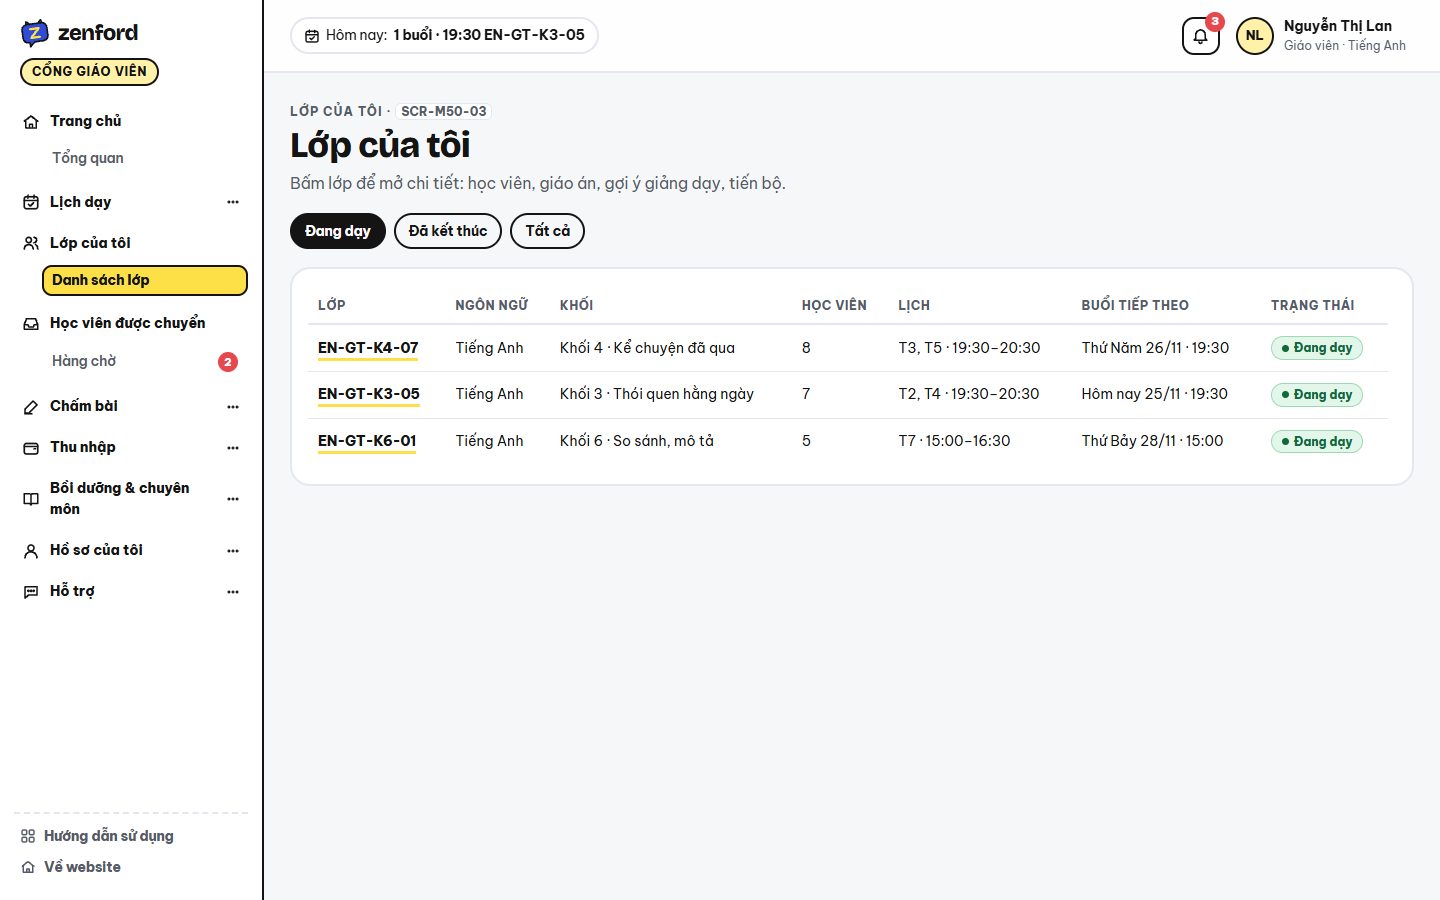 zenford
CỔNG GIÁO VIÊN
Trang chủ
Tổng quan
Lịch dạy
Lớp của tôi
Danh sách lớp
Học viên được chuyển
Hàng chờ 2
Chấm bài
Thu nhập
Bồi dưỡng & chuyên
môn
Hồ sơ của tôi
Hỗ trợ
Hướng dẫn sử dụng
Về website
Hôm nay: 1 buổi · 19:30 EN-GT-K3-05
3
NL
Nguyễn Thị Lan
Giáo viên · Tiếng Anh
LỚP CỦA TÔI · SCR-M50-03
Lớp của tôi
Bấm lớp để mở chi tiết: học viên, giáo án, gợi ý giảng dạy, tiến bộ.
Đang dạy Đã kết thúc Tất cả
LỚP NGÔN NGỮ KHỐI HỌC VIÊN LỊCH BUỔI TIẾP THEO TRẠNG THÁI
EN-GT-K4-07 Tiếng Anh Khối 4 · Kể chuyện đã qua 8 T3, T5 · 19:30–20:30 Thứ Năm 26/11 · 19:30 Đang dạy
EN-GT-K3-05 Tiếng Anh Khối 3 · Thói quen hằng ngày 7 T2, T4 · 19:30–20:30 Hôm nay 25/11 · 19:30 Đang dạy
EN-GT-K6-01 Tiếng Anh Khối 6 · So sánh, mô tả 5 T7 · 15:00–16:30 Thứ Bảy 28/11 · 15:00 Đang dạy